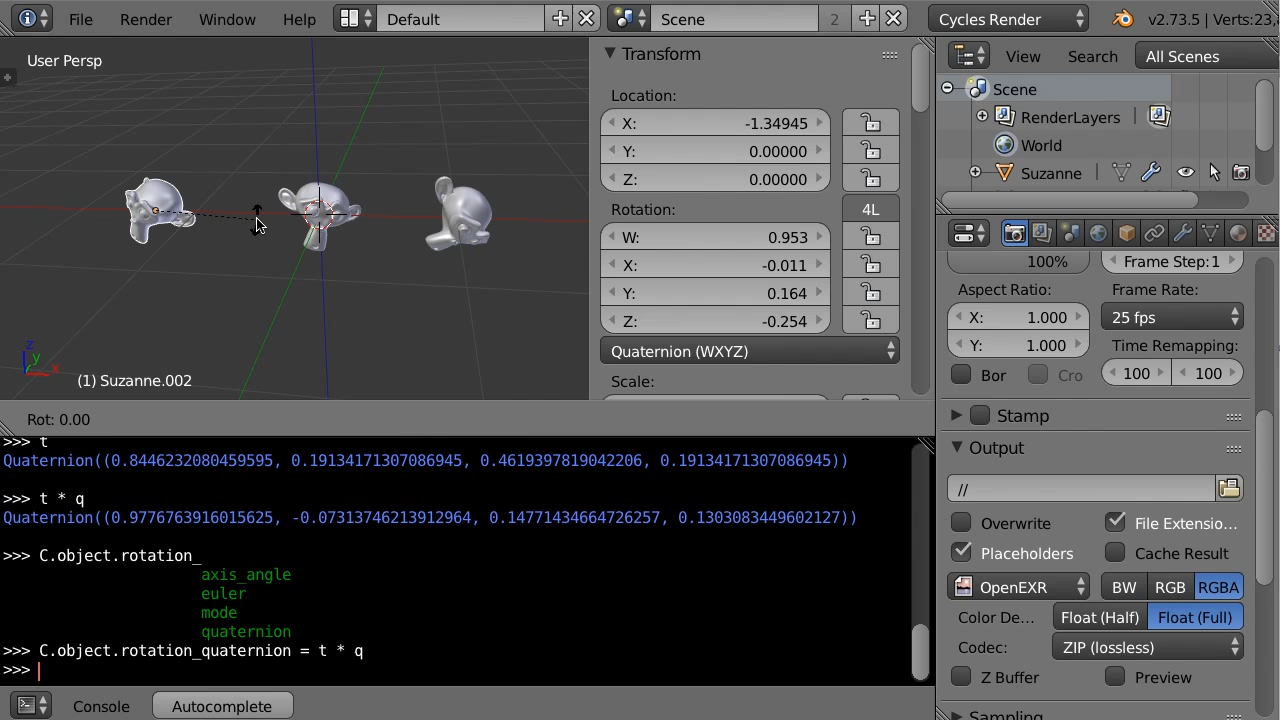 File Render Window Help Default Scene 2 Cycles Render v2.73.5 | Verts:23,
User Persp
Transform
Location:
X: -1.34945
Y: 0.00000
Z: 0.00000
Rotation: 4L
W: 0.953
X: -0.011
Y: 0.164
Z: -0.254
Quaternion (WXYZ)
Scale:
z
y
x
(1) Suzanne.002
Rot: 0.00
>>> t
Quaternion((0.8446232080459595, 0.19134171307086945, 0.4619397819042206, 0.19134171307086945))
>>> t * q
Quaternion((0.9776763916015625, -0.07313746213912964, 0.14771434664726257, 0.1303083449602127))
>>> C.object.rotation_
axis_angle
euler
mode
quaternion
>>> C.object.rotation_quaternion = t * q
>>>
Console Autocomplete
View Search All Scenes
Scene
RenderLayers
World
Suzanne
100% Frame Step:1
Aspect Ratio: Frame Rate:
X: 1.000 25 fps
Y: 1.000 Time Remapping:
Bor Cro 100 100
Stamp
Output
//
Overwrite File Extensio...
Placeholders Cache Result
OpenEXR BW RGB RGBA
Color De... Float (Half) Float (Full)
Codec: ZIP (lossless)
Z Buffer Preview
Sampling